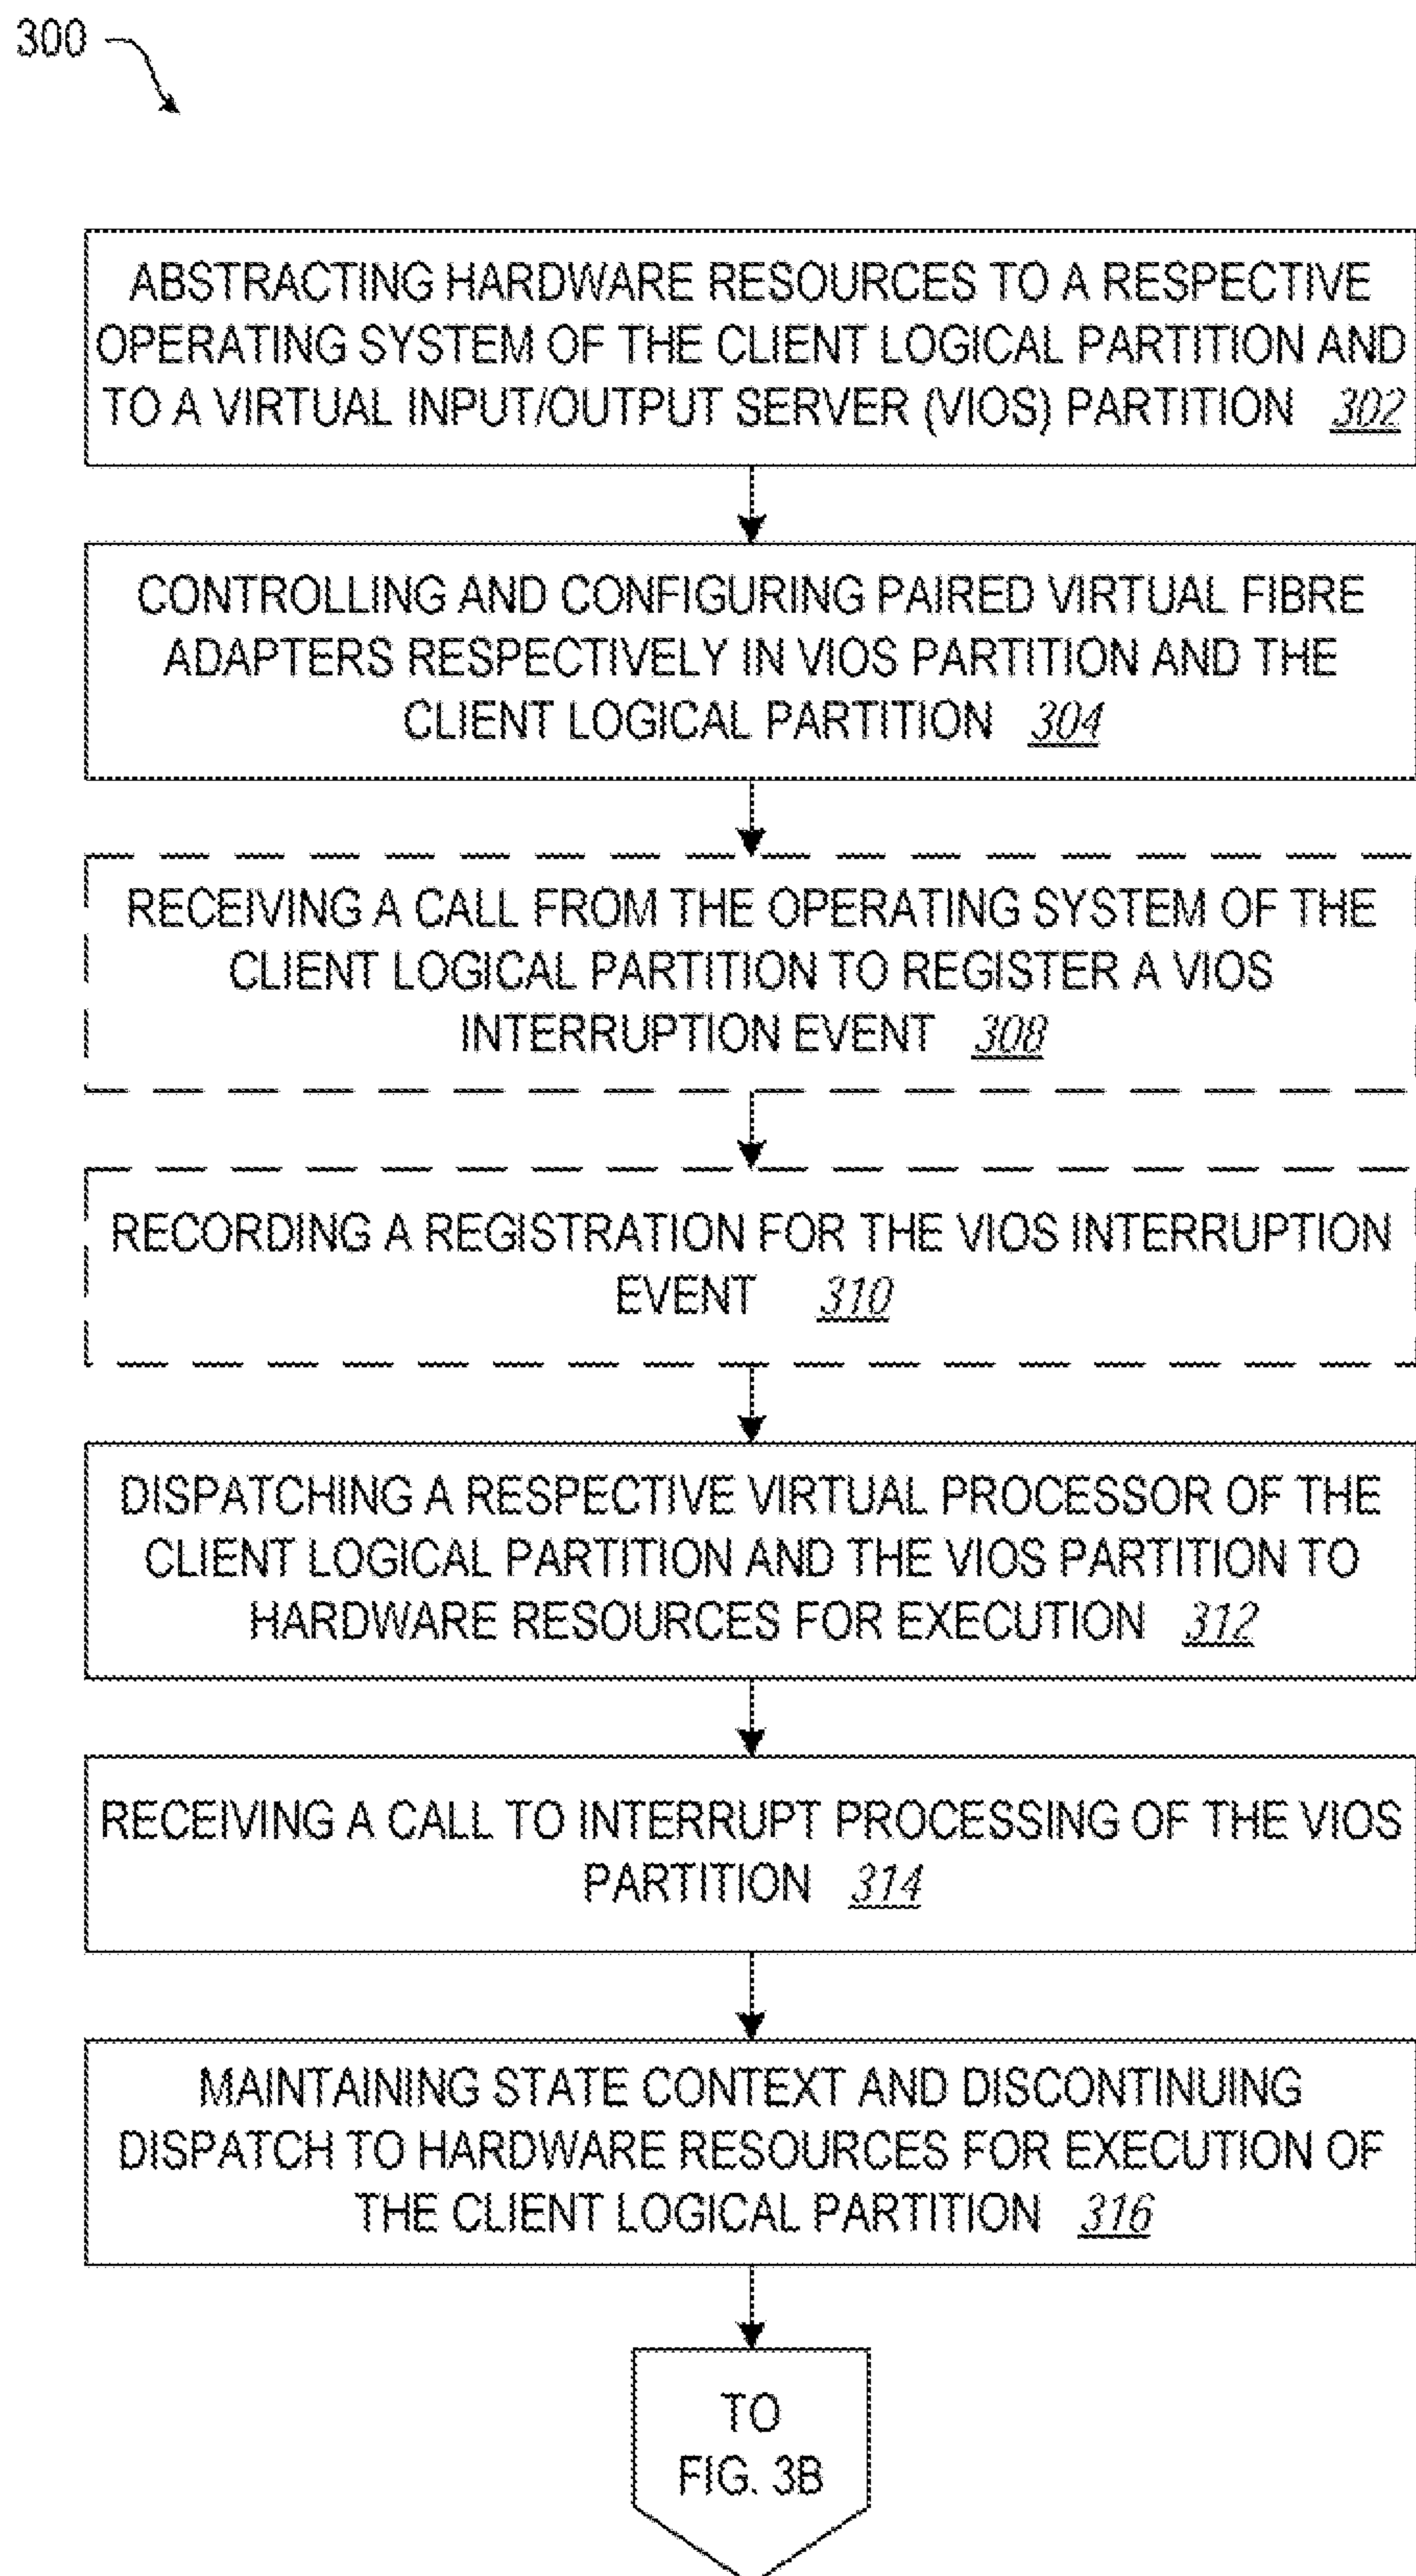 300
ABSTRACTING HARDWARE RESOURCES TO A RESPECTIVE
OPERATING SYSTEM OF THE CLIENT LOGICAL PARTITION AND
TO A VIRTUAL INPUT/OUTPUT SERVER (VIOS) PARTITION 302
CONTROLLING AND CONFIGURING PAIRED VIRTUAL FIBRE
ADAPTERS RESPECTIVELY IN VIOS PARTITION AND THE
CLIENT LOGICAL PARTITION 304
RECEIVING A CALL FROM THE OPERATING SYSTEM OF THE
CLIENT LOGICAL PARTITION TO REGISTER A VIOS
INTERRUPTION EVENT 308
RECORDING A REGISTRATION FOR THE VIOS INTERRUPTION
EVENT 310
DISPATCHING A RESPECTIVE VIRTUAL PROCESSOR OF THE
CLIENT LOGICAL PARTITION AND THE VIOS PARTITION TO
HARDWARE RESOURCES FOR EXECUTION 312
RECEIVING A CALL TO INTERRUPT PROCESSING OF THE VIOS
PARTITION 314
MAINTAINING STATE CONTEXT AND DISCONTINUING
DISPATCH TO HARDWARE RESOURCES FOR EXECUTION OF
THE CLIENT LOGICAL PARTITION 316
TO
FIG. 3B